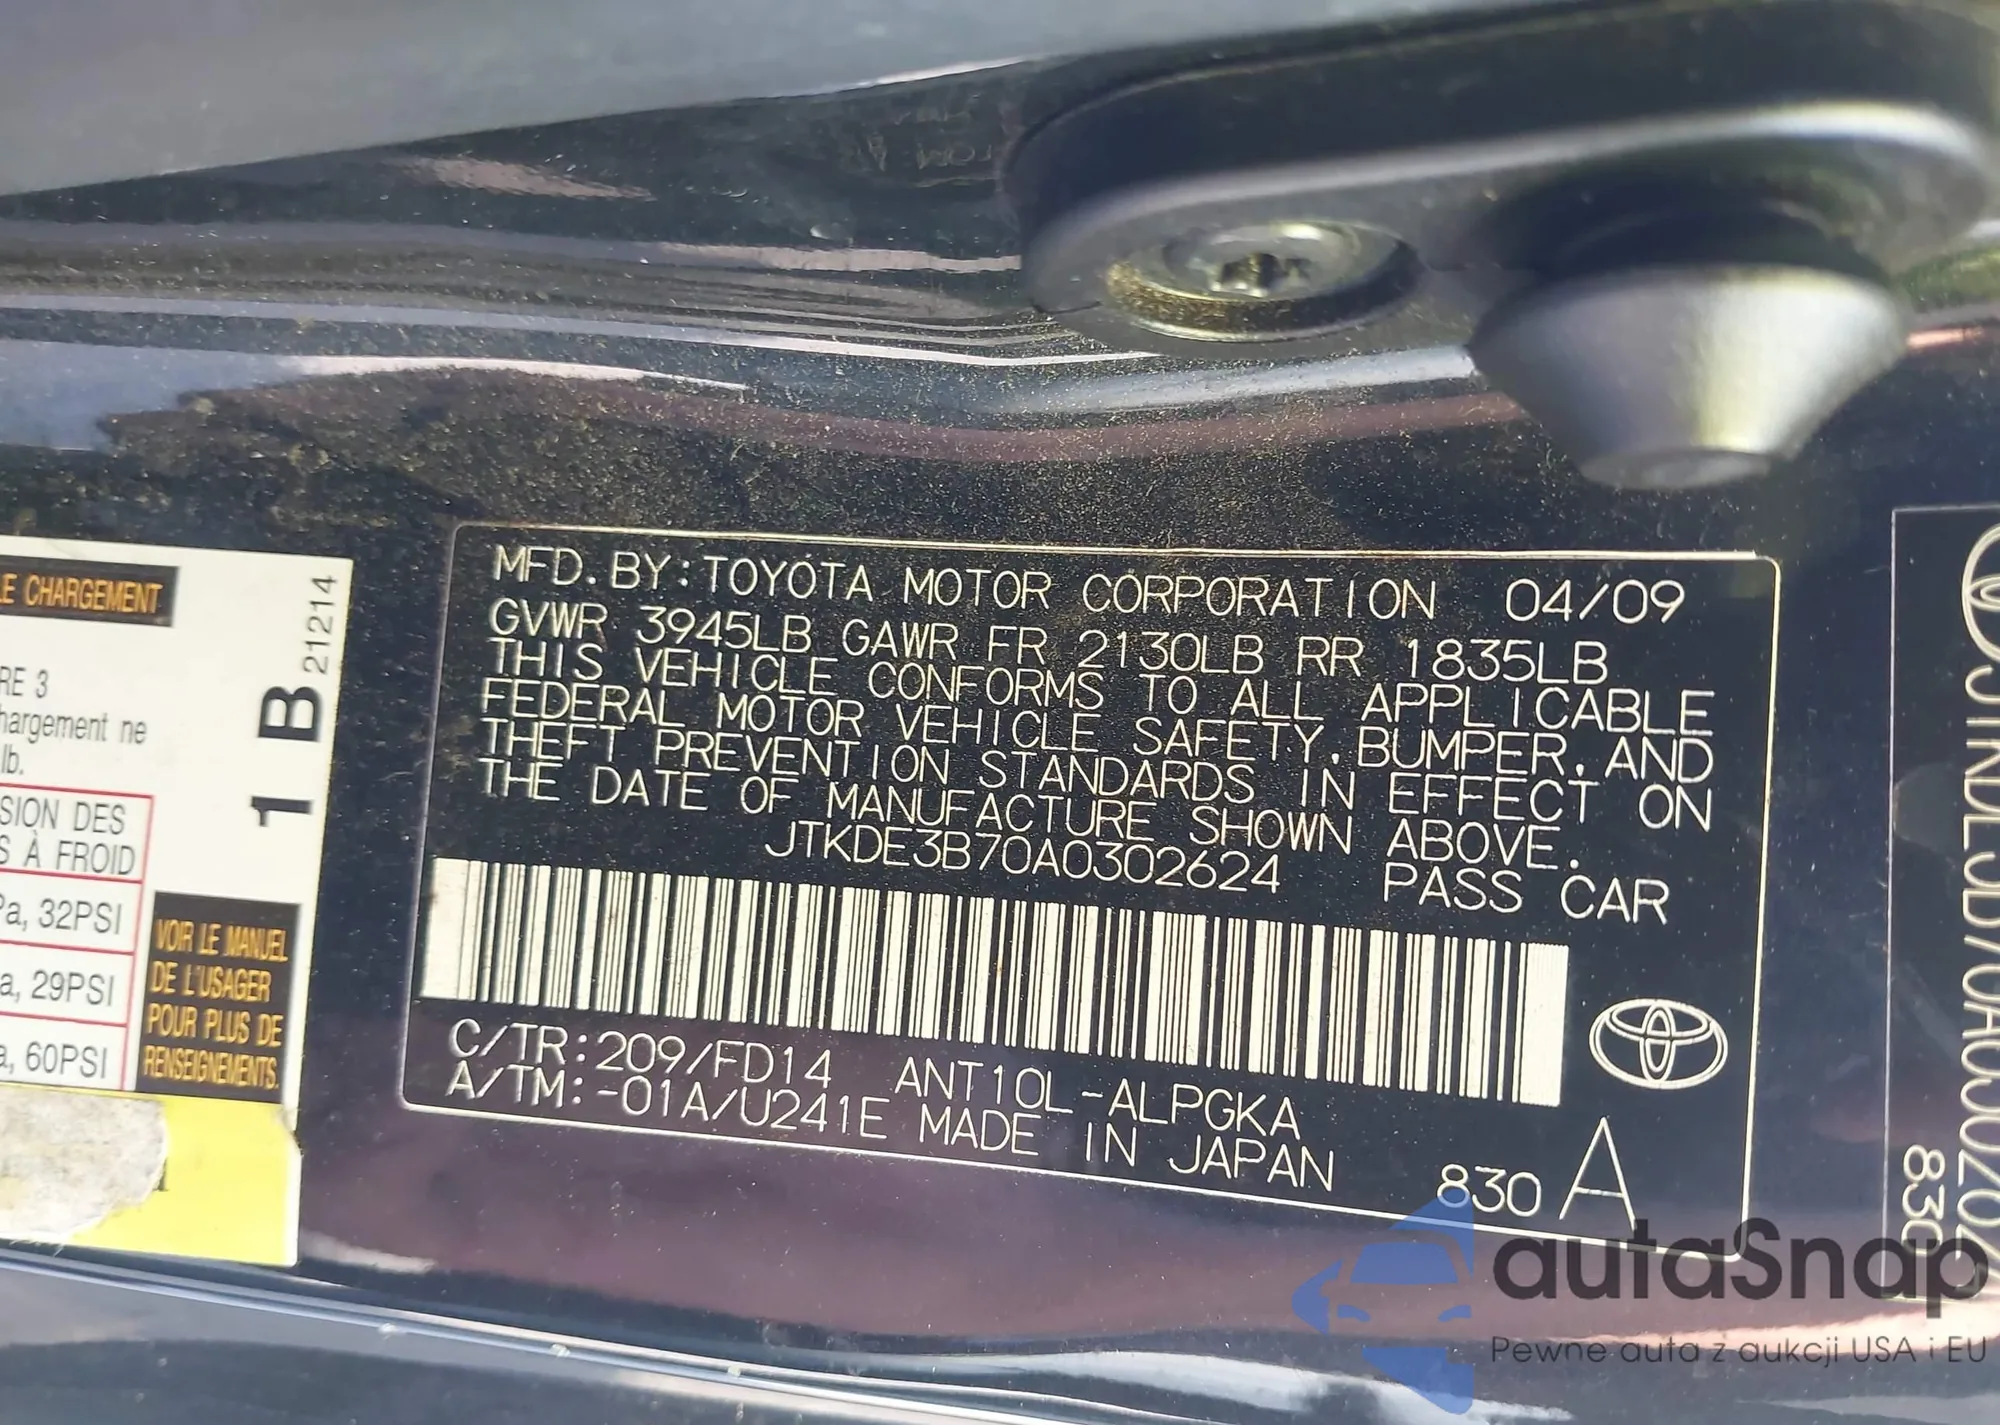 LE CHARGEMENT
RE 3
hargement ne
lb.
SION DES
S À FROID
Pa, 32PSI
a, 29PSI
a, 60PSI
1 B 21214
VOIR LE MANUEL
DE L'USAGER
POUR PLUS DE
RENSEIGNEMENTS.
MFD. BY: TOYOTA MOTOR CORPORATION 04/09
GVWR 3945LB GAWR FR 2130LB RR 1835LB
THIS VEHICLE CONFORMS TO ALL APPLICABLE
FEDERAL MOTOR VEHICLE SAFETY, BUMPER, AND
THEFT PREVENTION STANDARDS IN EFFECT ON
THE DATE OF MANUFACTURE SHOWN ABOVE.
JTKDE3B70A0302624 PASS CAR
C/TR: 209/FD14 ANT10L-ALPGKA
A/TM: -01A/U241E MADE IN JAPAN 830 A
JTKDE3B70A0302624
830
autaSnap
Pewne auta z aukcji USA i EU